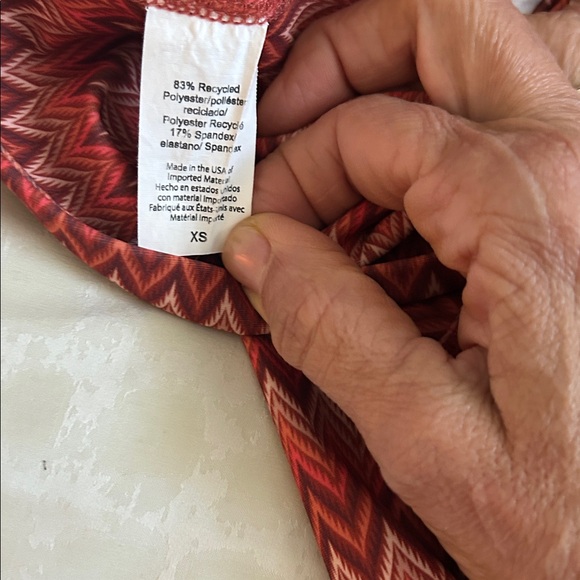 83% Recycled
Polyester/poliéster
reciclado/
Polyester Recyclé
17% Spandex/
elastano/ Spandex
Made in the USA of
Imported Material
Hecho en estados unidos
con material importado
Fabriqué aux États-Unis avec
Matérial Importé
XS